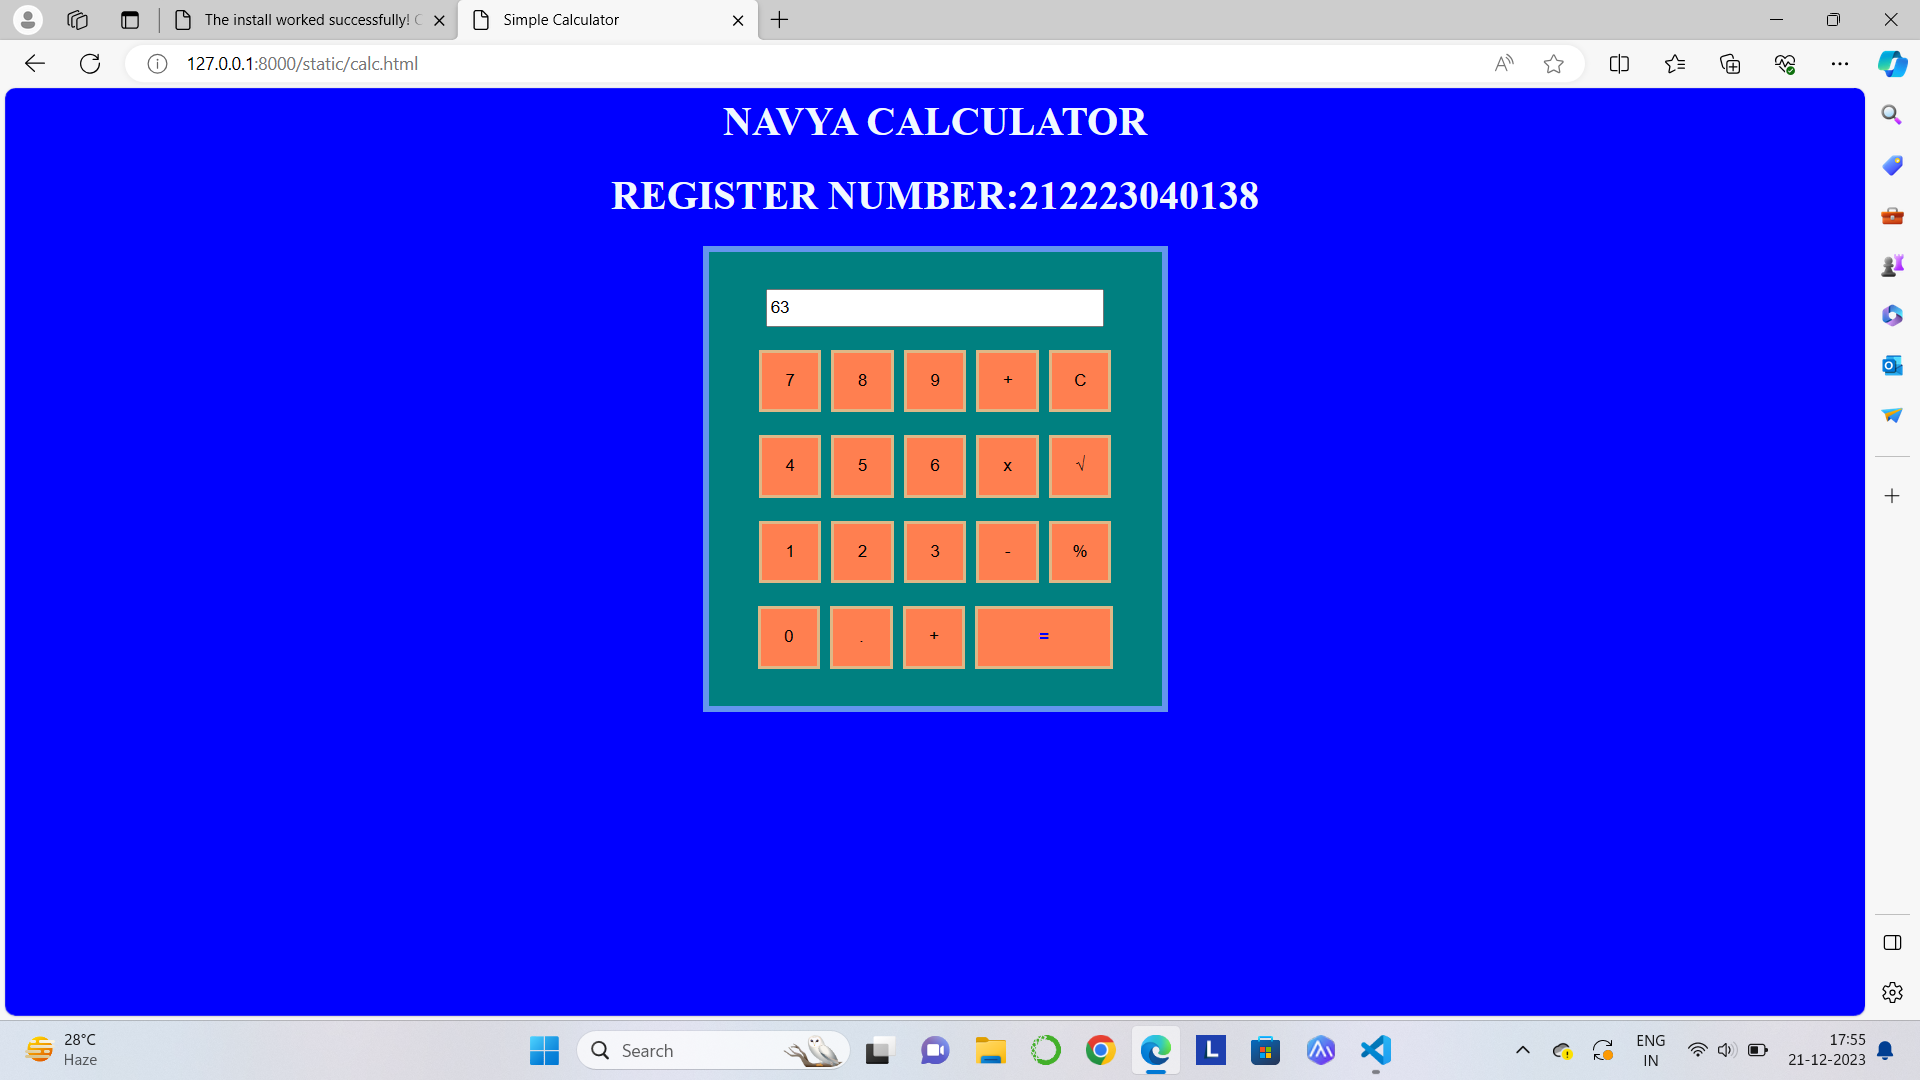 The install worked successfully! C
Simple Calculator
127.0.0.1:8000/static/calc.html
NAVYA CALCULATOR
REGISTER NUMBER:212223040138
63
7 8 9 + C
4 5 6 x √
1 2 3 - %
0 . + =
28°C
Haze
Search
L
ENG
IN
17:55
21-12-2023